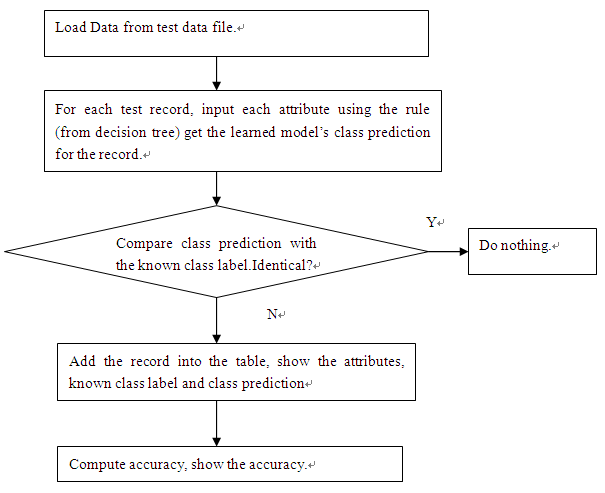 Load Data from test data file.↵
For each test record, input each attribute using the rule
(from decision tree) get the learned model's class prediction
for the record.↵
Compare class prediction with
the known class label.Identical?↵
Y↵
Do nothing.↵
N↵
Add the record into the table, show the attributes,
known class label and class prediction↵
Compute accuracy, show the accuracy.↵